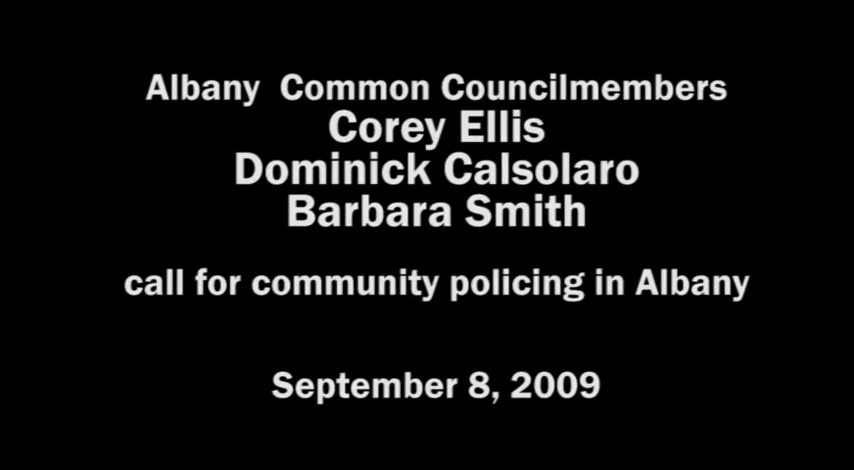 Albany Common Councilmembers
Corey Ellis
Dominick Calsolaro
Barbara Smith
call for community policing in Albany
September 8, 2009